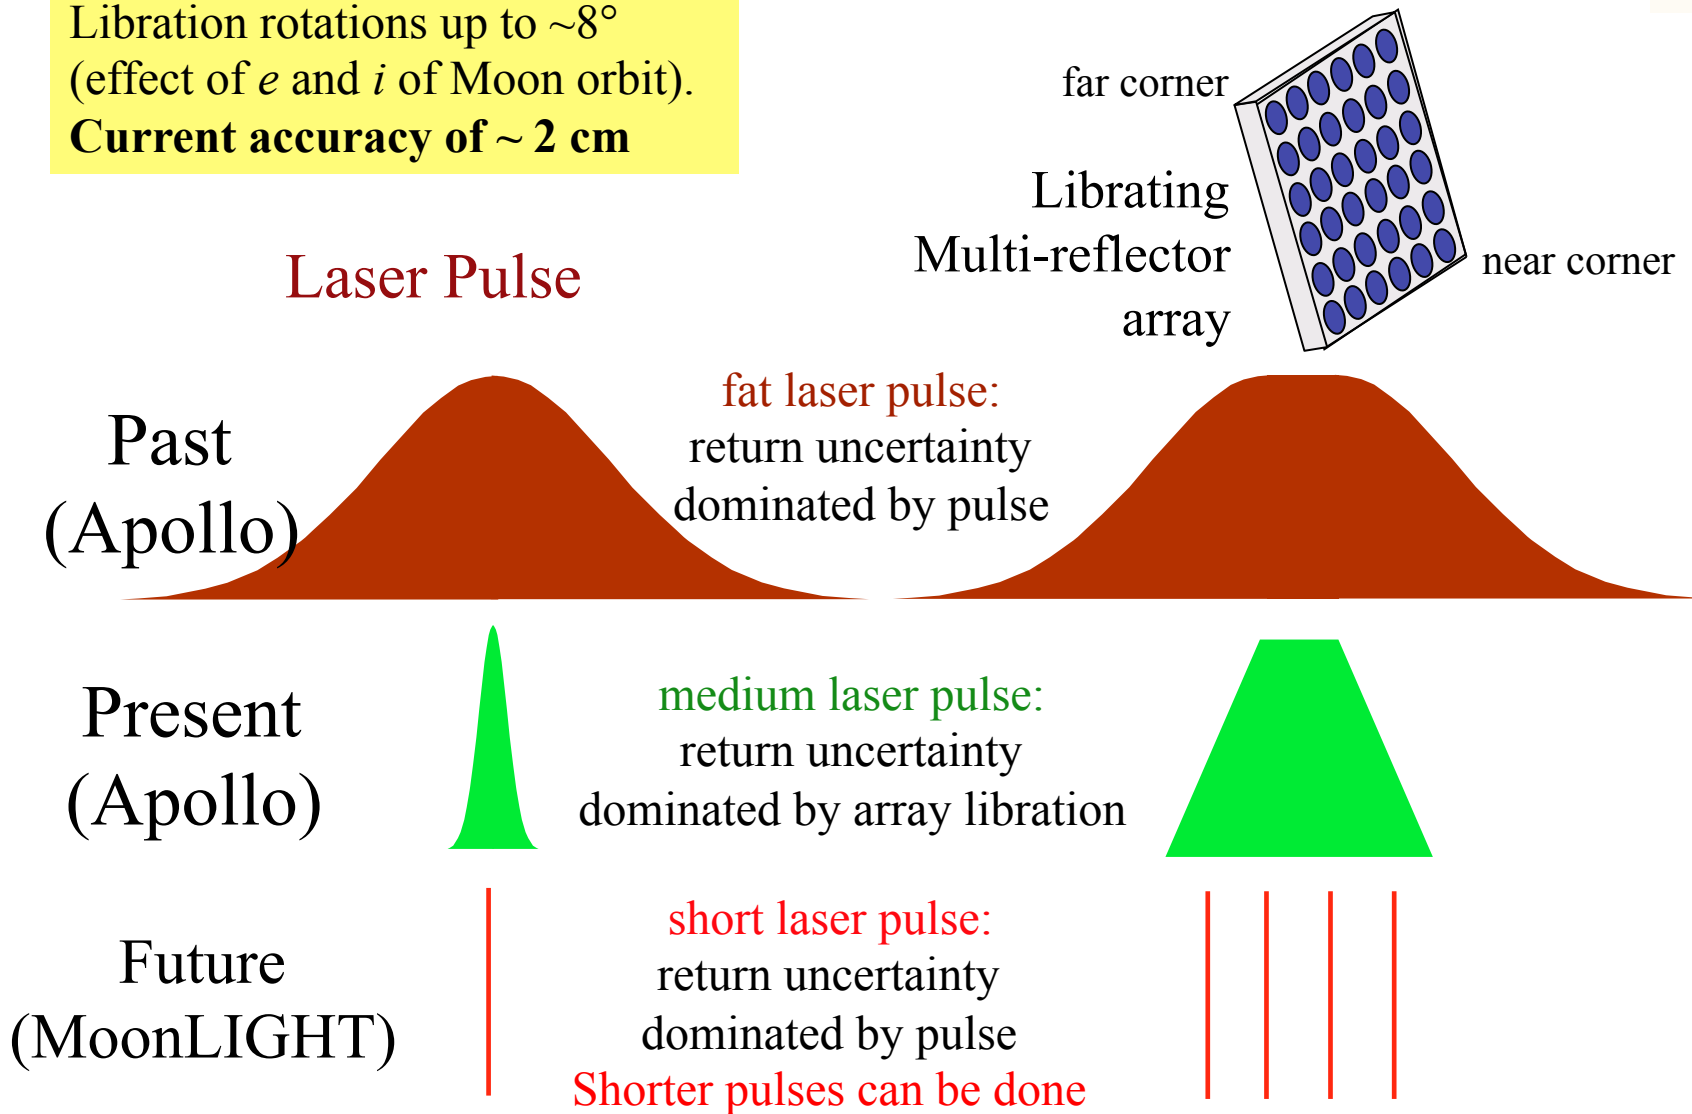 Libration rotations up to ~8°
(effect of e and i of Moon orbit).
Current accuracy of ~ 2 cm
far corner
Librating
Multi-reflector
array
near corner
Laser Pulse
Past
(Apollo)
fat laser pulse:
return uncertainty
dominated by pulse
Present
(Apollo)
medium laser pulse:
return uncertainty
dominated by array libration
Future
(MoonLIGHT)
short laser pulse:
return uncertainty
dominated by pulse
Shorter pulses can be done